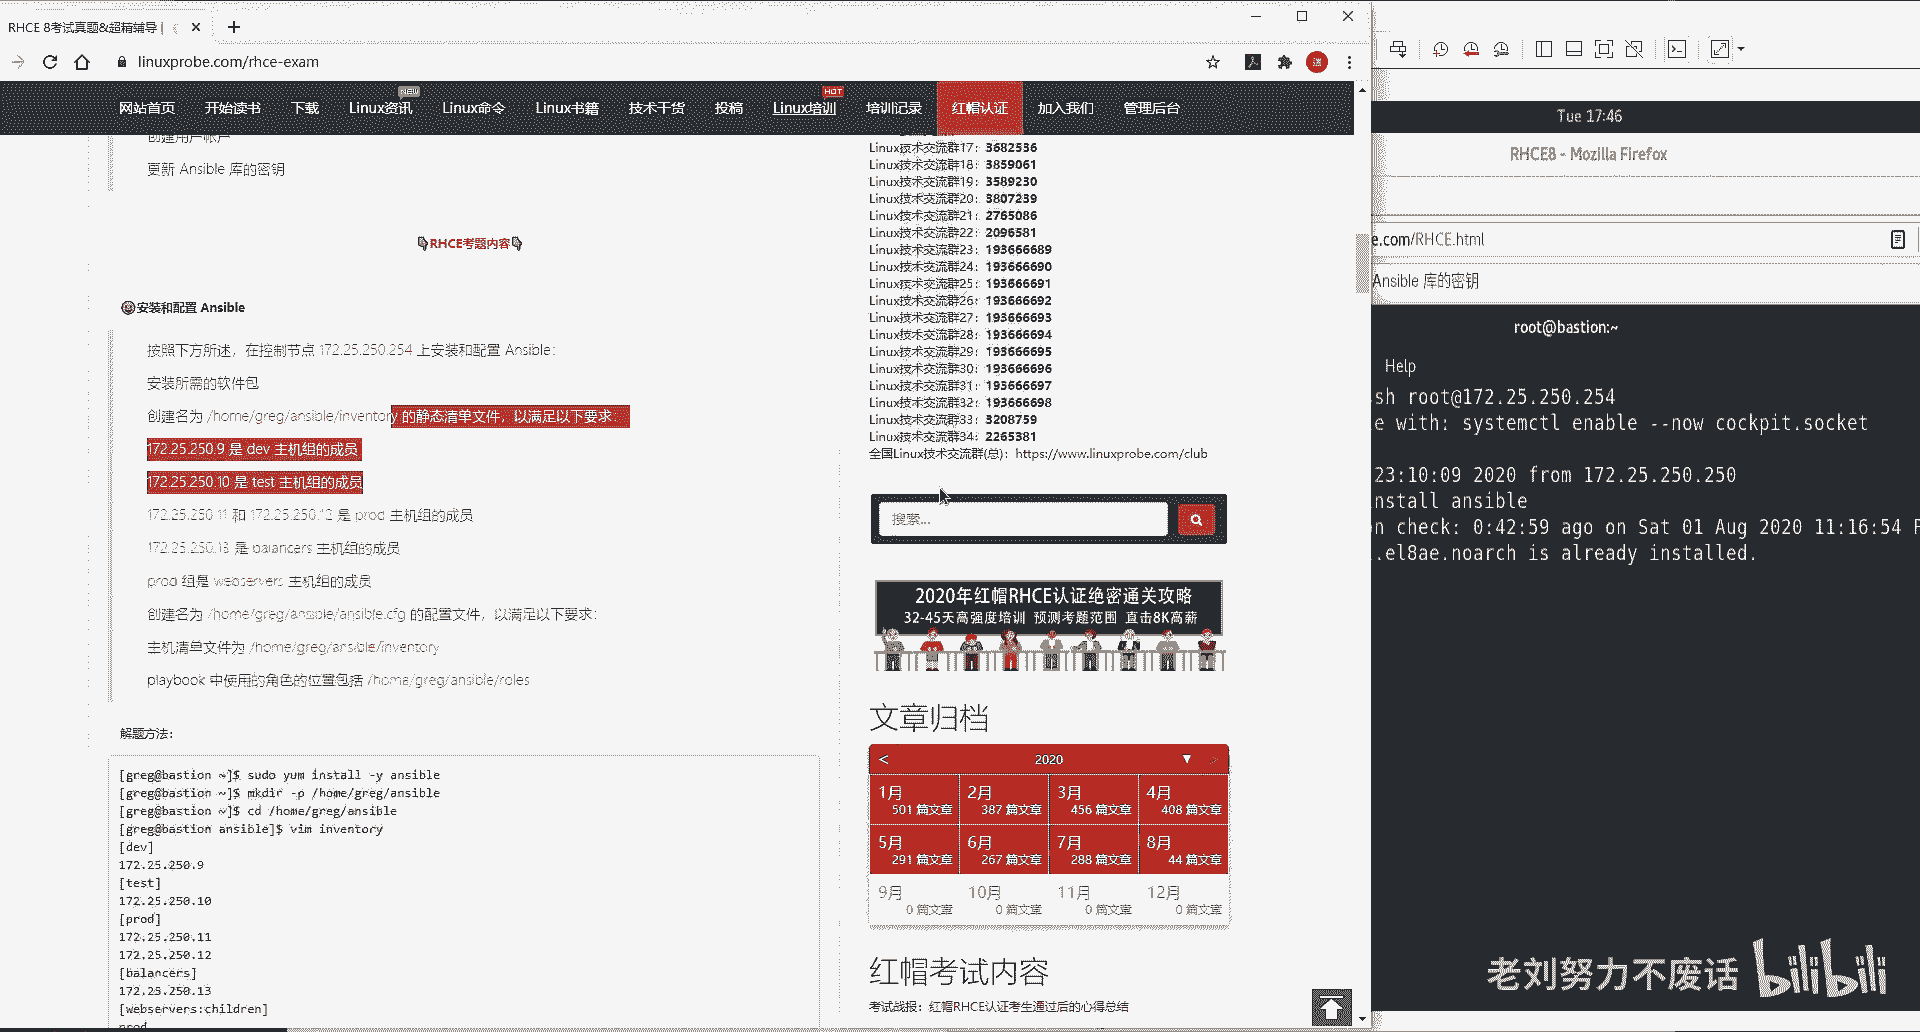 RHCE 8考试真题&超精辅导 |
linuxprobe.com/rhce-exam
网站首页 开始读书 下载 Linux资讯 NEW Linux命令 Linux书籍 技术干货 投稿 Linux培训 HOT 培训记录 红帽认证 加入我们 管理后台
创建用户帐户
更新 Ansible 库的密钥
RHCE考题内容
安装和配置 Ansible
按照下方所述，在控制节点 172.25.250.254 上安装和配置 Ansible：
安装所需的软件包
创建名为 /home/greg/ansible/inventory 的静态清单文件，以满足以下要求：
172.25.250.9 是 dev 主机组的成员
172.25.250.10 是 test 主机组的成员
172.25.250.11 和 172.25.250.12 是 prod 主机组的成员
172.25.250.13 是 balancers 主机组的成员
prod 组是 webservers 主机组的成员
创建名为 /home/greg/ansible/ansible.cfg 的配置文件，以满足以下要求：
主机清单文件为 /home/greg/ansible/inventory
playbook 中使用的角色的位置包括 /home/greg/ansible/roles
解题方法：
[greg@bastion ~]$ sudo yum install -y ansible
[greg@bastion ~]$ mkdir -p /home/greg/ansible
[greg@bastion ~]$ cd /home/greg/ansible
[greg@bastion ansible]$ vim inventory
[dev]
172.25.250.9
[test]
172.25.250.10
[prod]
172.25.250.11
172.25.250.12
[balancers]
172.25.250.13
[webservers:children]
prod
Linux技术交流群17：3682536
Linux技术交流群18：3859061
Linux技术交流群19：3589230
Linux技术交流群20：3807239
Linux技术交流群21：2765086
Linux技术交流群22：2096581
Linux技术交流群23：193666689
Linux技术交流群24：193666690
Linux技术交流群25：193666691
Linux技术交流群26：193666692
Linux技术交流群27：193666693
Linux技术交流群28：193666694
Linux技术交流群29：193666695
Linux技术交流群30：193666696
Linux技术交流群31：193666697
Linux技术交流群32：193666698
Linux技术交流群33：3208759
Linux技术交流群34：2265381
全国Linux技术交流群(总)：https://www.linuxprobe.com/club
搜索...
2020年红帽RHCE认证绝密通关攻略
32-45天高强度培训 预测考题范围 直击8K高薪
文章归档
< 2020 ▼ >
1月 2月 3月 4月
501 篇文章 387 篇文章 456 篇文章 408 篇文章
5月 6月 7月 8月
291 篇文章 267 篇文章 288 篇文章 44 篇文章
9月 10月 11月 12月
0 篇文章 0 篇文章 0 篇文章 0 篇文章
红帽考试内容
考试战报：红帽RHCE认证考生通过后的心得总结
Tue 17:46
RHCE8 - Mozilla Firefox
e.com/RHCE.html
Ansible 库的密钥
root@bastion:~
Help
sh root@172.25.250.254
e with: systemctl enable --now cockpit.socket
23:10:09 2020 from 172.25.250.250
nstall ansible
n check: 0:42:59 ago on Sat 01 Aug 2020 11:16:54 P
.el8ae.noarch is already installed.
老刘努力不废话 bilibili